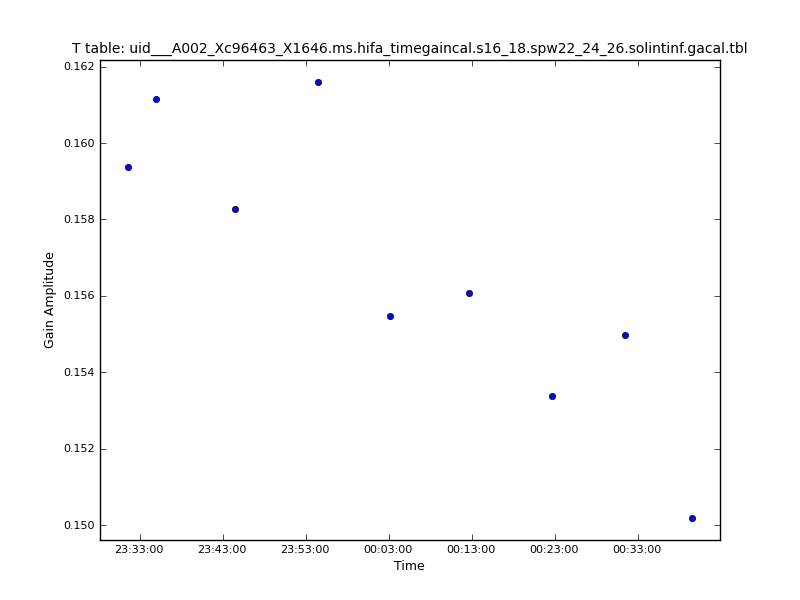 T table: uid___A002_Xc96463_X1646.ms.hifa_timegaincal.s16_18.spw22_24_26.solintinf.gacal.tbl
0.162
0.160
0.158
0.156
0.154
0.152
0.150
Gain Amplitude
23:33:00 23:43:00 23:53:00 00:03:00 00:13:00 00:23:00 00:33:00
Time